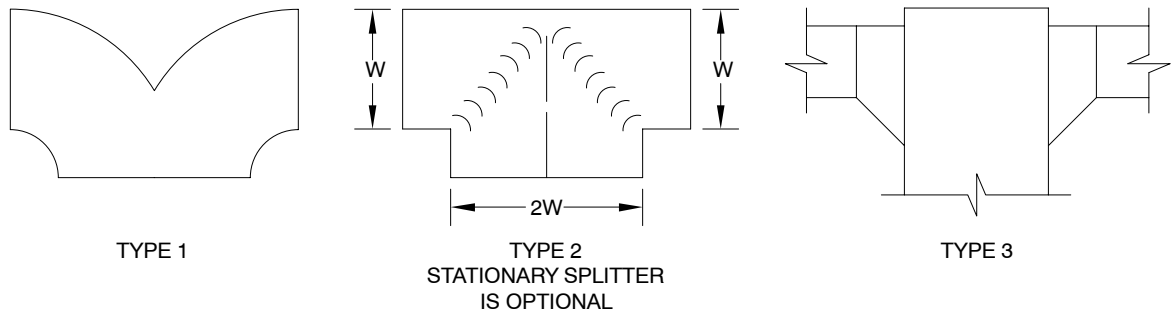 W
W
2W
TYPE 1
TYPE 2
STATIONARY SPLITTER
IS OPTIONAL
TYPE 3